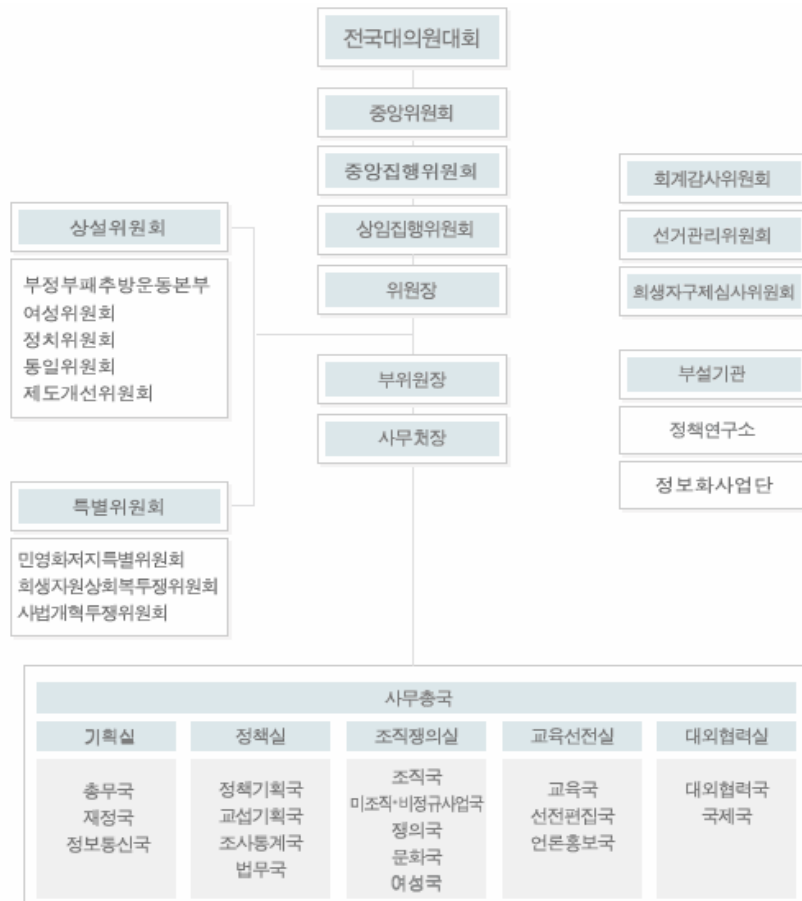 전국대의원대회
중앙위원회
중앙집행위원회
상임집행위원회
위원장
부위원장
사무처장
상설위원회
부정부패추방운동본부
여성위원회
정치위원회
통일위원회
제도개선위원회
특별위원회
민영화저지특별위원회
희생자원상회복투쟁위원회
사법개혁투쟁위원회
회계감사위원회
선거관리위원회
희생자구제심사위원회
부설기관
정책연구소
정보화사업단
사무총국
기획실
총무국
재정국
정보통신국
정책실
정책기획국
교섭기획국
조사통계국
법무국
조직쟁의실
조직국
미조직·비정규사업국
쟁의국
문화국
여성국
교육선전실
교육국
선전편집국
언론홍보국
대외협력실
대외협력국
국제국